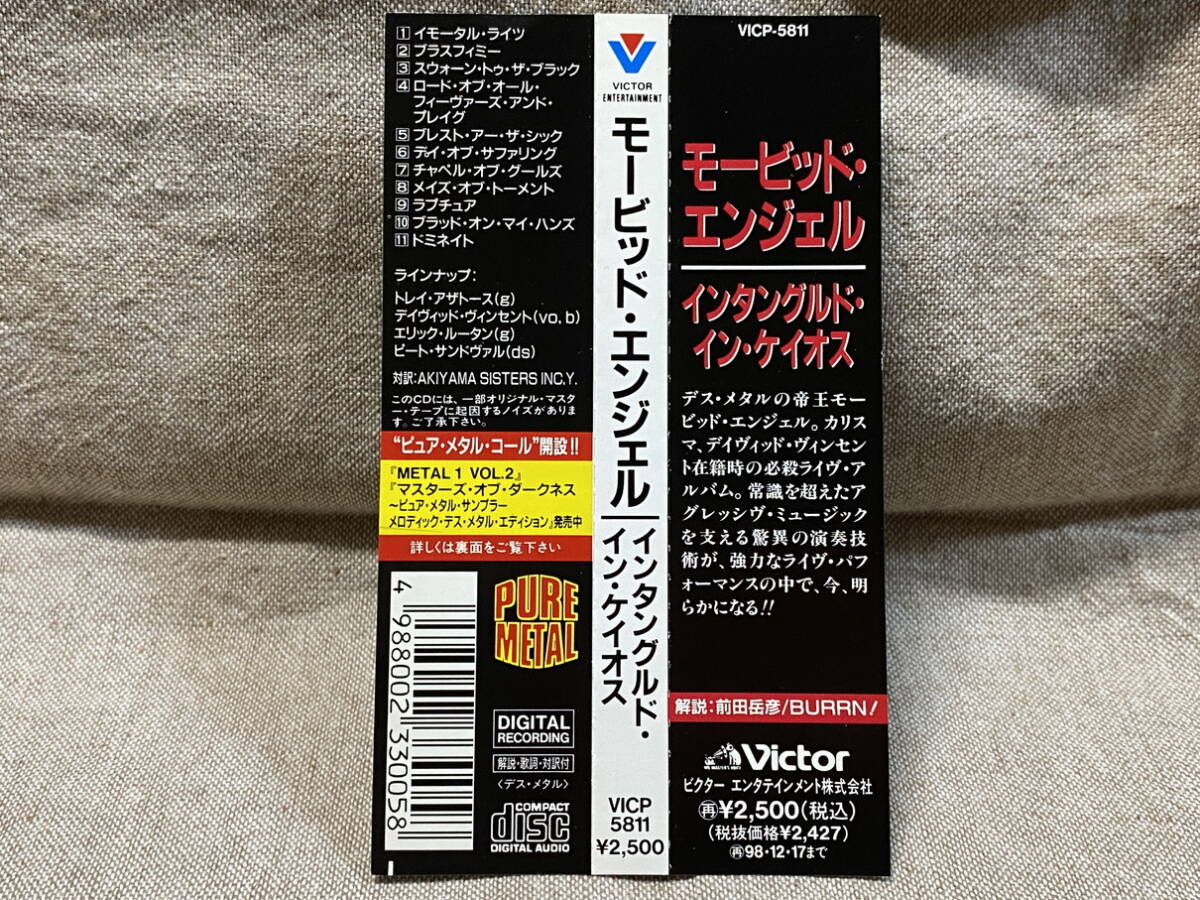 1 イモータル・ライツ
2 ブラスフィミー
3 スウォーン・トゥ・ザ・ブラック
4 ロード・オブ・オール・
フィーヴァーズ・アンド・
プレイグ
5 ブレスト・アー・ザ・シック
6 デイ・オブ・サファリング
7 チャペル・オブ・グールズ
8 メイズ・オブ・トーメント
9 ラプチュア
10 ブラッド・オン・マイ・ハンズ
11 ドミネイト
ラインナップ:
トレイ・アザトース(g)
デイヴィッド・ヴィンセント(vo, b)
エリック・ルータン(g)
ピート・サンドヴァル(ds)
対訳:AKIYAMA SISTERS INC,Y.
このCDには、一部オリジナル・マスタ
ー・テープに起因するノイズがありま
す。ご了承下さい。
“ピュア・メタル・コール”開設!!
『METAL 1 VOL.2』
『マスターズ・オブ・ダークネス
〜ピュア・メタル・サンプラー
メロディック・デス・メタル・エディション』発売中
詳しくは裏面をご覧下さい
4 988002 330058
PURE
METAL
DIGITAL
RECORDING
解説・歌詞・対訳付
〈デス・メタル〉
COMPACT
disc
DIGITAL AUDIO
VICTOR
ENTERTAINMENT
モービッド・エンジェル
インタングルド・
イン・ケイオス
VICP
5811
¥2,500
VICP-5811
モービッド・
エンジェル
インタングルド・
イン・ケイオス
デス・メタルの帝王モー
ビッド・エンジェル。カリス
マ、デイヴィッド・ヴィンセン
ト在籍時の必殺ライヴ・ア
ルバム。常識を超えたア
グレッシヴ・ミュージック
を支える驚異の演奏技
術が、強力なライヴ・パフ
ォーマンスの中で、今、明
らかになる!!
解説:前田岳彦/BURRN!
Victor
ビクター エンタテインメント株式会社
再¥2,500(税込)
(税抜価格¥2,427)
再98・12・17まで